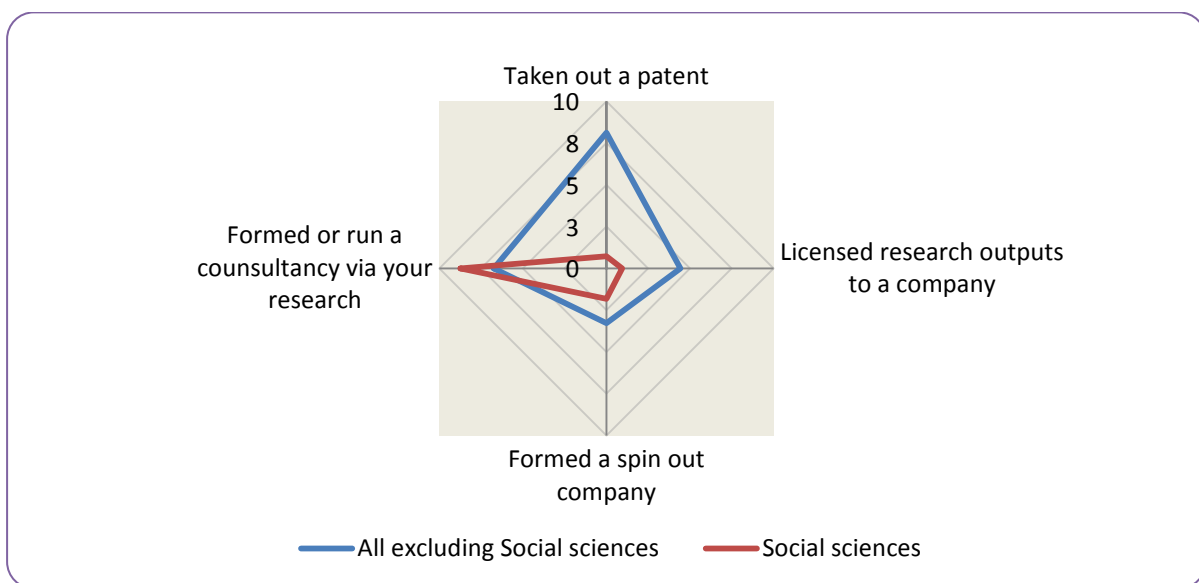 Taken out a patent
10
8
5
3
0
Formed or run a
counsultancy via your
research
Licensed research outputs
to a company
Formed a spin out
company
All excluding Social sciences
Social sciences